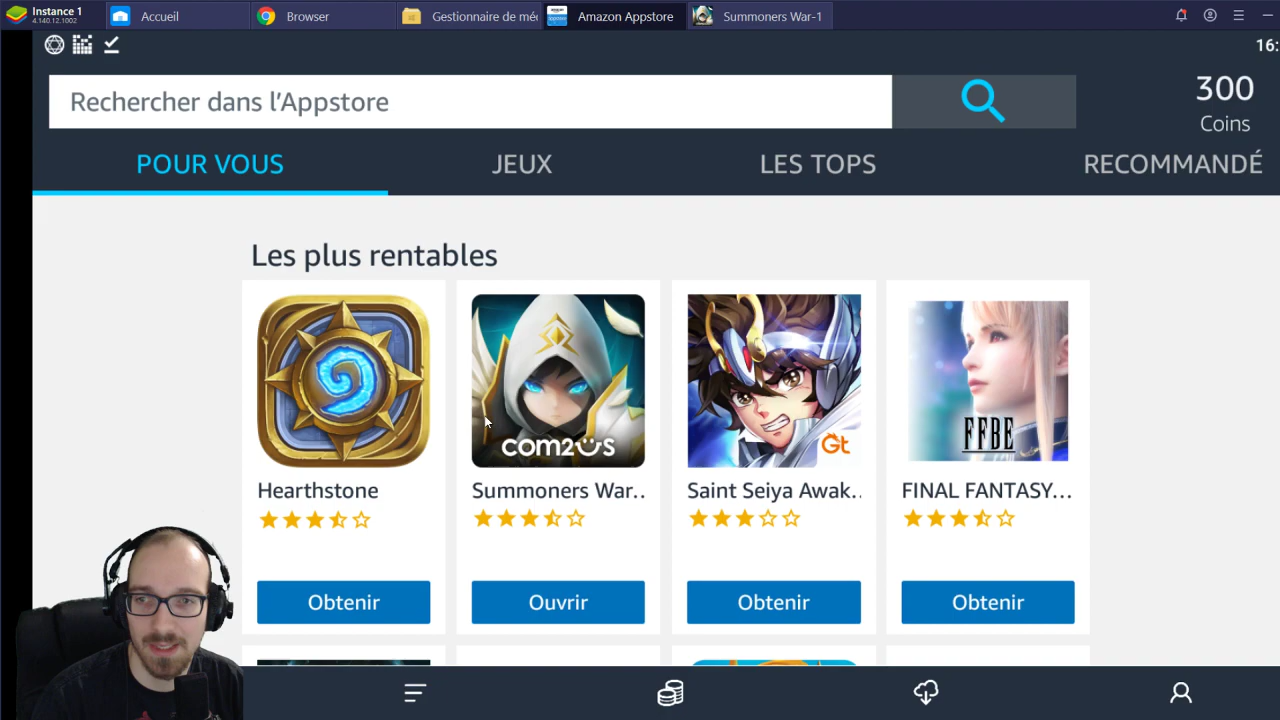 Instance 1
4.140.12.1002
Accueil
Browser
Gestionnaire de mé
Amazon Appstore
Summoners War-1
16:
Rechercher dans l'Appstore
300
Coins
POUR VOUS
JEUX
LES TOPS
RECOMMANDÉ
Les plus rentables
com2us
Gt
FFBE
Hearthstone
Summoners War..
Saint Seiya Awak..
FINAL FANTASY...
Obtenir
Ouvrir
Obtenir
Obtenir